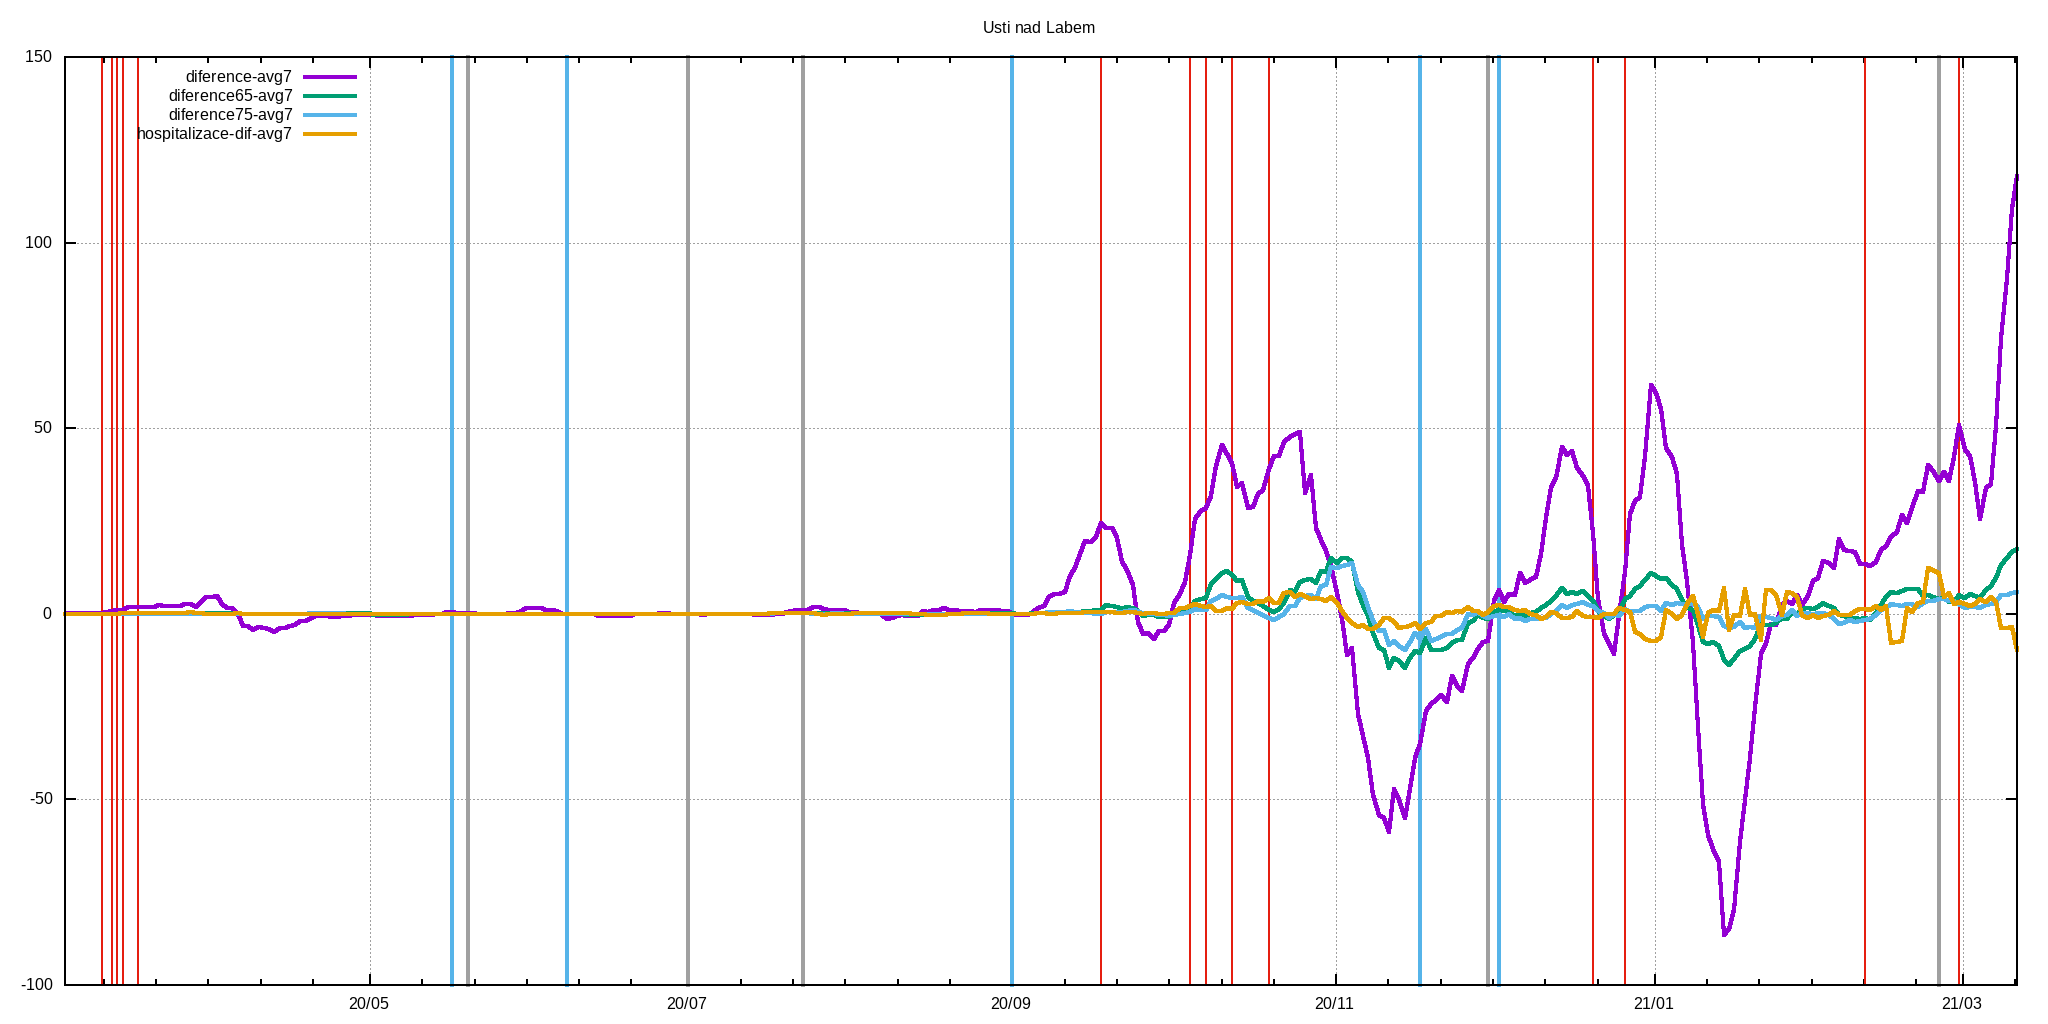 Usti nad Labem
150
100
50
0
-50
-100
diference-avg7
diference65-avg7
diference75-avg7
hospitalizace-dif-avg7
20/05
20/07
20/09
20/11
21/01
21/03